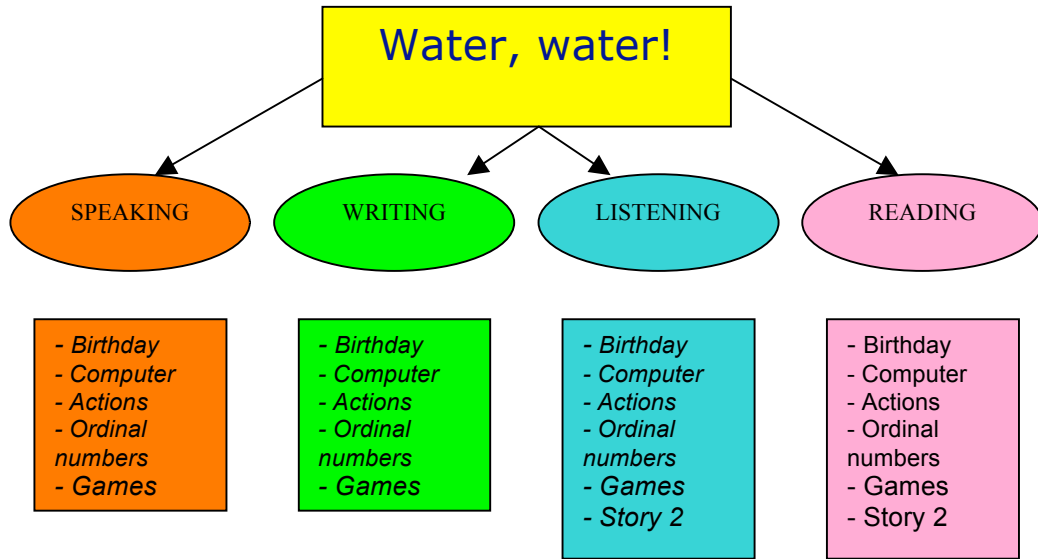 Water, water!
SPEAKING
WRITING
LISTENING
READING
- Birthday
- Computer
- Actions
- Ordinal
numbers
- Games
- Birthday
- Computer
- Actions
- Ordinal
numbers
- Games
- Birthday
- Computer
- Actions
- Ordinal
numbers
- Games
- Story 2
- Birthday
- Computer
- Actions
- Ordinal
numbers
- Games
- Story 2